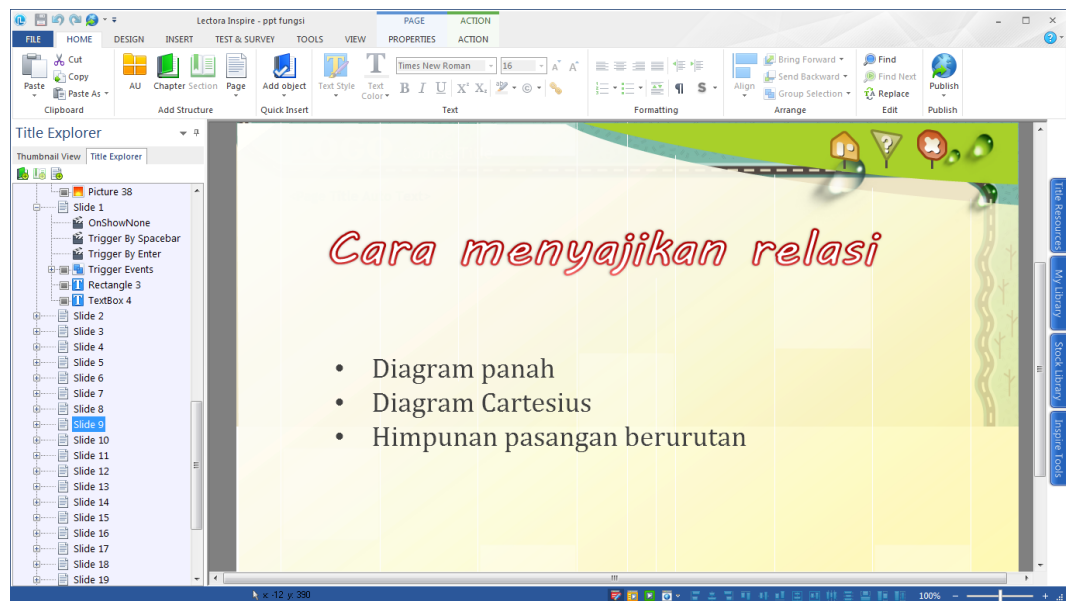 Lectora Inspire - ppt fungsi
PAGE
ACTION
FILE
HOME
DESIGN
INSERT
TEST & SURVEY
TOOLS
VIEW
PROPERTIES
ACTION
Paste
Cut
Copy
Paste As
Clipboard
AU
Chapter
Section
Page
Add Structure
Add object
Quick Insert
Text Style
Text Color
Times New Roman
16
B I U X² X₂
Text
Formatting
Align
Bring Forward
Send Backward
Group Selection
Arrange
Find
Find Next
Replace
Edit
Publish
Publish
Title Explorer
Thumbnail View
Title Explorer
Picture 38
Slide 1
OnShowNone
Trigger By Spacebar
Trigger By Enter
Trigger Events
Rectangle 3
TextBox 4
Slide 2
Slide 3
Slide 4
Slide 5
Slide 6
Slide 7
Slide 8
Slide 9
Slide 10
Slide 11
Slide 12
Slide 13
Slide 14
Slide 15
Slide 16
Slide 17
Slide 18
Slide 19
Cara menyajikan relasi
• Diagram panah
• Diagram Cartesius
• Himpunan pasangan berurutan
Title Resources
My Library
Stock Library
Inspire Tools
x: -12 y: 390
100%